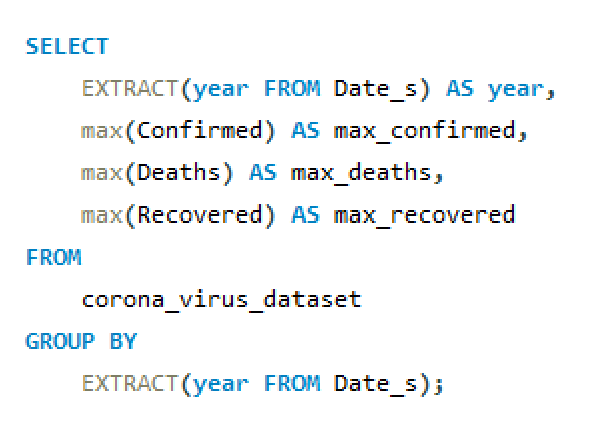 SELECT
EXTRACT(year FROM Date_s) AS year,
max(Confirmed) AS max_confirmed,
max(Deaths) AS max_deaths,
max(Recovered) AS max_recovered
FROM
corona_virus_dataset
GROUP BY
EXTRACT(year FROM Date_s);